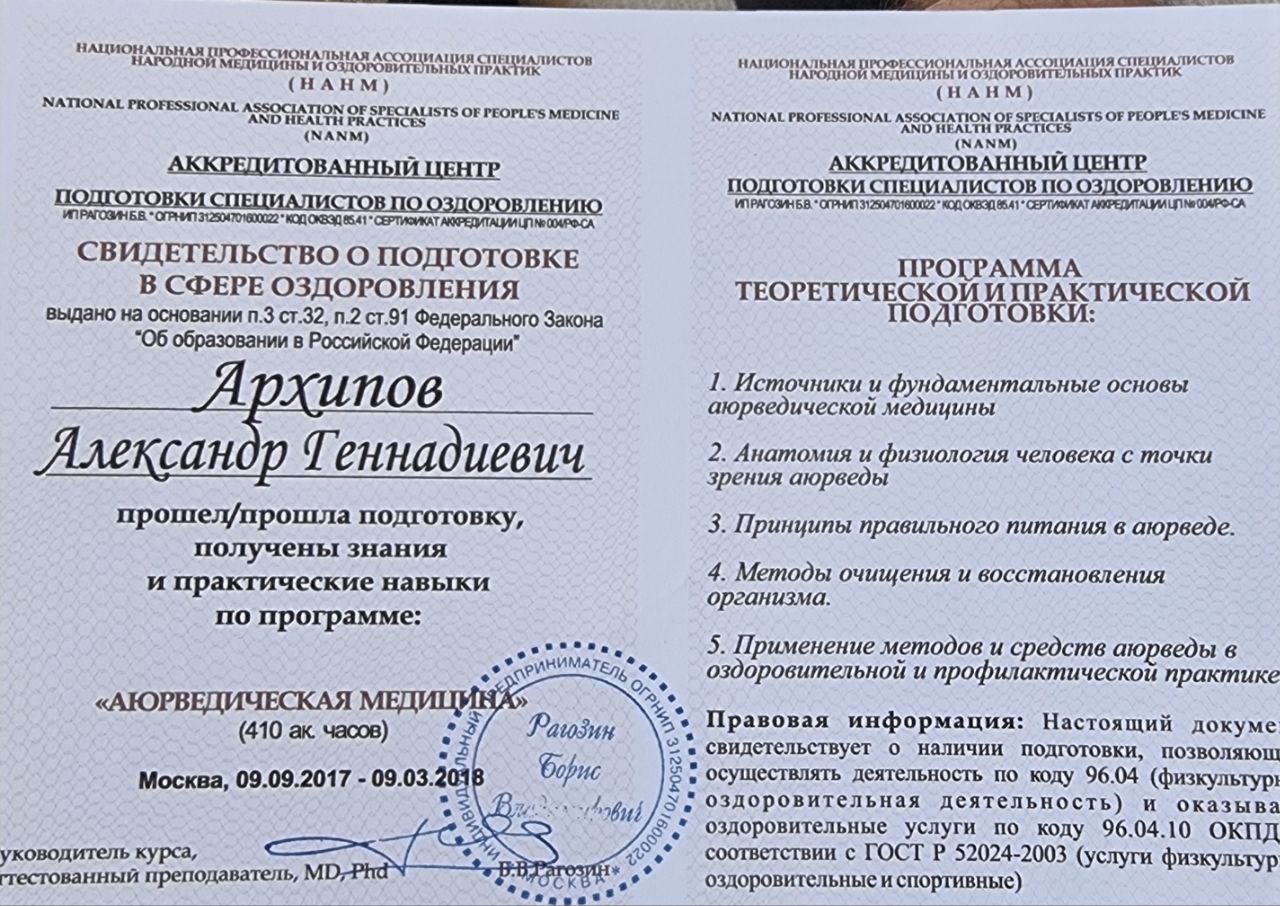 НАЦИОНАЛЬНАЯ ПРОФЕССИОНАЛЬНАЯ АССОЦИАЦИЯ СПЕЦИАЛИСТОВ
НАРОДНОЙ МЕДИЦИНЫ И ОЗДОРОВИТЕЛЬНЫХ ПРАКТИК
( Н А Н М )
NATIONAL PROFESSIONAL ASSOCIATION OF SPECIALISTS OF PEOPLE'S MEDICINE
AND HEALTH PRACTICES
(NANM)
АККРЕДИТОВАННЫЙ ЦЕНТР
ПОДГОТОВКИ СПЕЦИАЛИСТОВ ПО ОЗДОРОВЛЕНИЮ
ИП РАГОЗИН Б.В. * ОГРНИП 312504701600022 * КОД ОКВЭД 85.41 * СЕРТИФИКАТ АККРЕДИТАЦИИ ЦП № 004/РФ-СА
СВИДЕТЕЛЬСТВО О ПОДГОТОВКЕ
В СФЕРЕ ОЗДОРОВЛЕНИЯ
выдано на основании п.3 ст.32, п.2 ст.91 Федерального Закона
"Об образовании в Российской Федерации"
Архипов
Александр Геннадиевич
прошел/прошла подготовку,
получены знания
и практические навыки
по программе:
«АЮРВЕДИЧЕСКАЯ МЕДИЦИНА»
(410 ак. часов)
Москва, 09.09.2017 - 09.03.2018
уководитель курса,
ттестованный преподаватель, MD, Phd
Б.В.Рагозин
ИНДИВИДУАЛЬНЫЙ ПРЕДПРИНИМАТЕЛЬ ОГРНИП 312504701600022
* МОСКВА *
Рагозин
Борис
НАЦИОНАЛЬНАЯ ПРОФЕССИОНАЛЬНАЯ АССОЦИАЦИЯ СПЕЦИАЛИСТОВ
НАРОДНОЙ МЕДИЦИНЫ И ОЗДОРОВИТЕЛЬНЫХ ПРАКТИК
( Н А Н М )
NATIONAL PROFESSIONAL ASSOCIATION OF SPECIALISTS OF PEOPLE'S MEDICINE
AND HEALTH PRACTICES
(NANM)
АККРЕДИТОВАННЫЙ ЦЕНТР
ПОДГОТОВКИ СПЕЦИАЛИСТОВ ПО ОЗДОРОВЛЕНИЮ
ИП РАГОЗИН Б.В. * ОГРНИП 312504701600022 * КОД ОКВЭД 85.41 * СЕРТИФИКАТ АККРЕДИТАЦИИ ЦП № 004/РФ-СА
ПРОГРАММА
ТЕОРЕТИЧЕСКОЙ И ПРАКТИЧЕСКОЙ
ПОДГОТОВКИ:
1. Источники и фундаментальные основы
аюрведической медицины
2. Анатомия и физиология человека с точки
зрения аюрведы
3. Принципы правильного питания в аюрведе.
4. Методы очищения и восстановления
организма.
5. Применение методов и средств аюрведы в
оздоровительной и профилактической практике
Правовая информация: Настоящий докумен
свидетельствует о наличии подготовки, позволяющ
осуществлять деятельность по коду 96.04 (физкультурн
оздоровительная деятельность) и оказыва
оздоровительные услуги по коду 96.04.10 ОКПД
соответствии с ГОСТ Р 52024-2003 (услуги физкультурн
оздоровительные и спортивные)